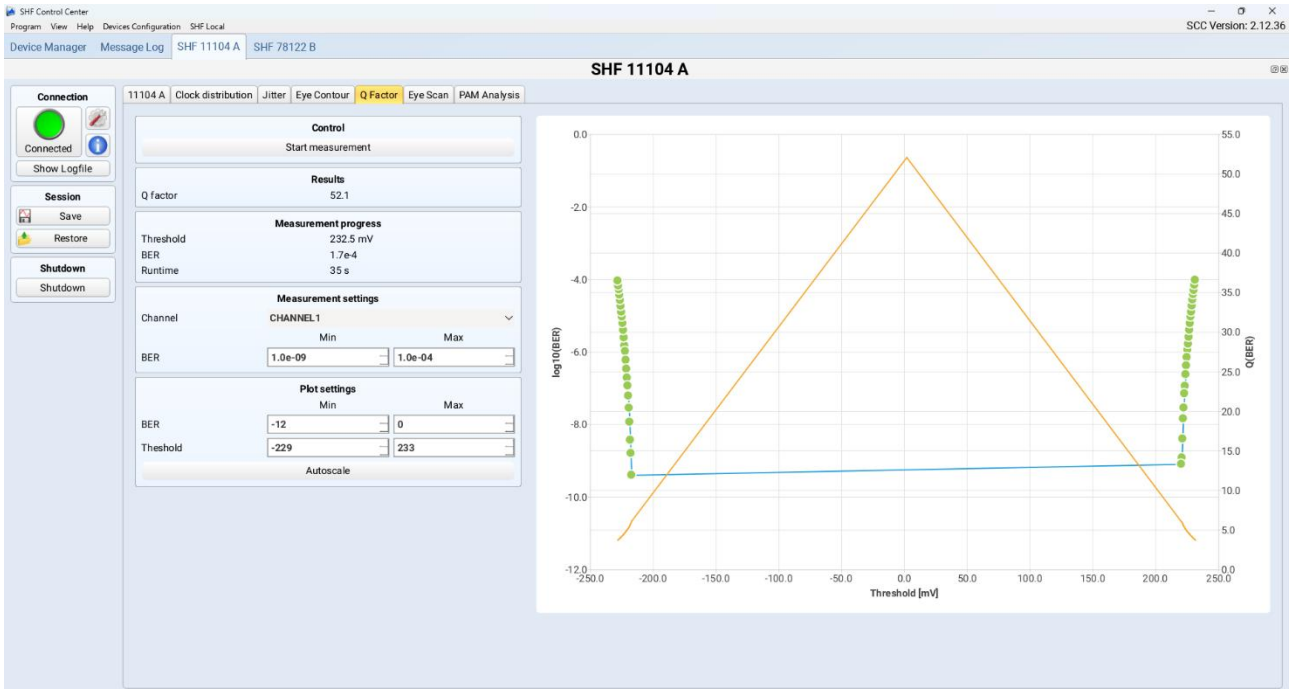 SHF Control Center
Program View Help Devices Configuration SHF Local
SCC Version: 2.12.36
Device Manager Message Log SHF 11104 A SHF 78122 B
SHF 11104 A
Connection
Connected
Show Logfile
Session
Save
Restore
Shutdown
Shutdown
11104 A Clock distribution Jitter Eye Contour Q Factor Eye Scan PAM Analysis
Control
Start measurement
Results
Q factor 52.1
Measurement progress
Threshold 232.5 mV
BER 1.7e-4
Runtime 35 s
Measurement settings
Channel CHANNEL1
Min Max
BER 1.0e-09 1.0e-04
Plot settings
Min Max
BER -12 0
Theshold -229 233
Autoscale
log10(BER)
0.0
-2.0
-4.0
-6.0
-8.0
-10.0
-12.0
-250.0 -200.0 -150.0 -100.0 -50.0 0.0 50.0 100.0 150.0 200.0 250.0
Threshold [mV]
55.0
50.0
45.0
40.0
35.0
30.0
25.0
20.0
15.0
10.0
5.0
0.0
Q(BER)